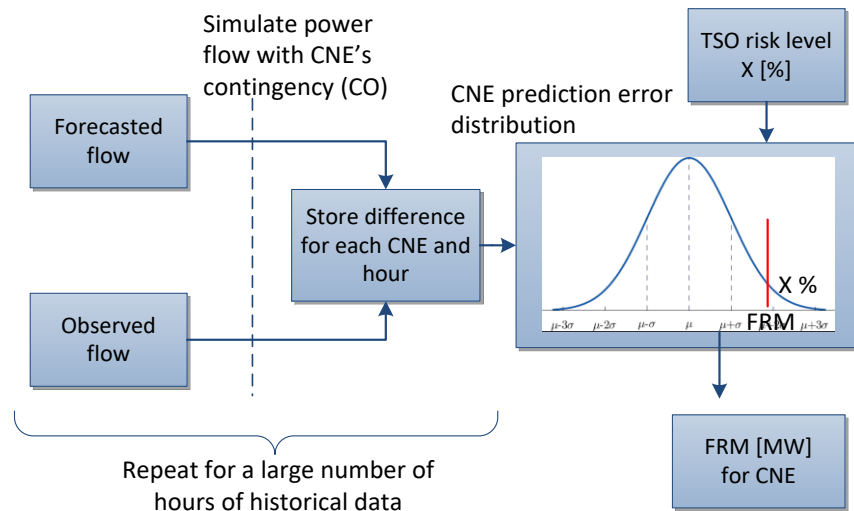 Simulate power
flow with CNE’s
contingency (CO)
TSO risk level
X [%]
CNE prediction error
distribution
Forecasted
flow
Store difference
for each CNE and
hour
Observed
flow
X %
FRM
μ-3σ μ-2σ μ-σ μ μ+σ μ+3σ
FRM [MW]
for CNE
Repeat for a large number of
hours of historical data